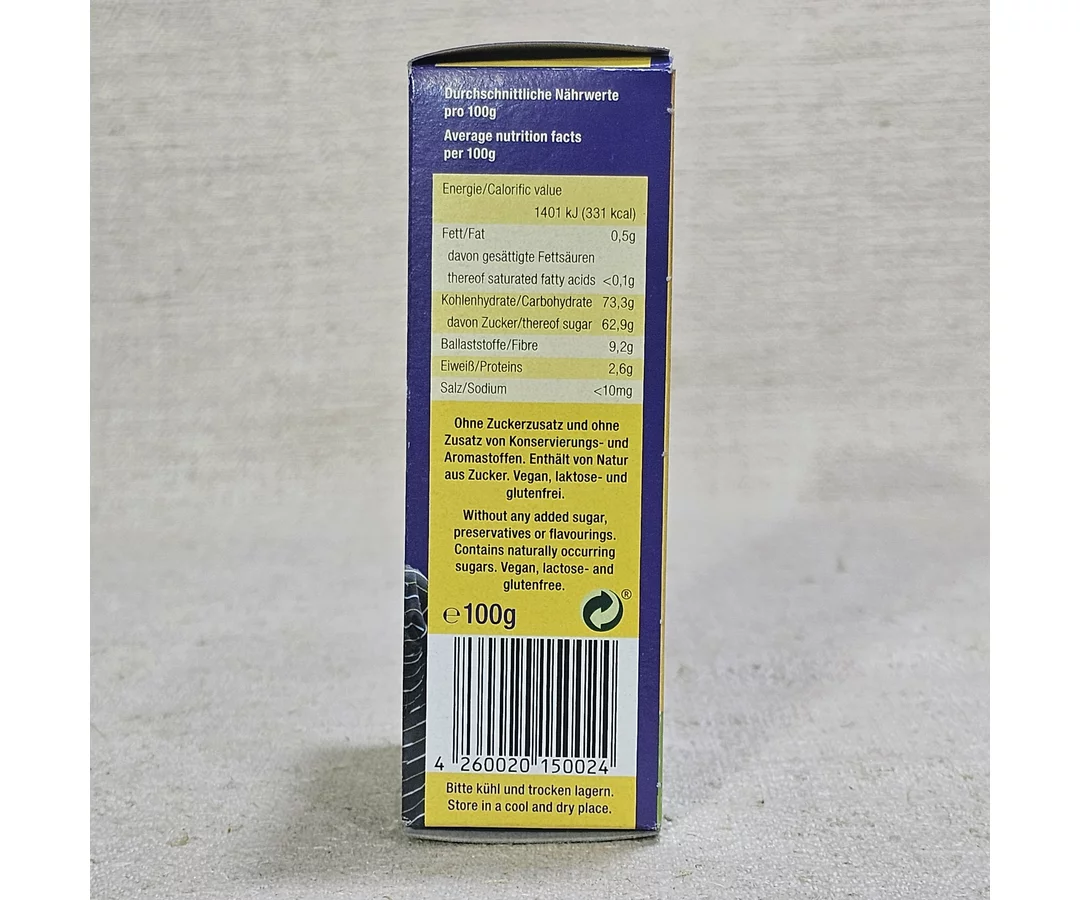 Durchschnittliche Nährwerte
pro 100g
Average nutrition facts
per 100g
Energie/Calorific value
1401 kJ (331 kcal)
Fett/Fat 0,5g
davon gesättigte Fettsäuren
thereof saturated fatty acids <0,1g
Kohlenhydrate/Carbohydrate 73,3g
davon Zucker/thereof sugar 62,9g
Ballaststoffe/Fibre 9,2g
Eiweiß/Proteins 2,6g
Salz/Sodium <10mg
Ohne Zuckerzusatz und ohne
Zusatz von Konservierungs- und
Aromastoffen. Enthält von Natur
aus Zucker. Vegan, laktose- und
glutenfrei.
Without any added sugar,
preservatives or flavourings.
Contains naturally occurring
sugars. Vegan, lactose- and
glutenfree.
℮100g ®
4 260020 150024
Bitte kühl und trocken lagern.
Store in a cool and dry place.